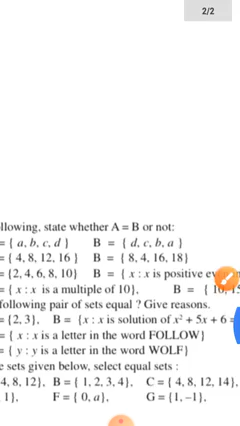 2/2
llowing, state whether A = B or not:
= { a, b, c, d } B = { d, c, b, a }
= { 4, 8, 12, 16 } B = { 8, 4, 16, 18}
= {2, 4, 6, 8, 10} B = { x : x is positive
= { x : x is a multiple of 10}, B = { 10, 15
following pair of sets equal ? Give reasons.
= {2, 3}, B = {x : x is solution of x² + 5x + 6 =
= { x : x is a letter in the word FOLLOW}
= { y : y is a letter in the word WOLF}
e sets given below, select equal sets :
4, 8, 12}, B = { 1, 2, 3, 4}, C = { 4, 8, 12, 14},
1}, F = { 0, a}, G = {1, –1},